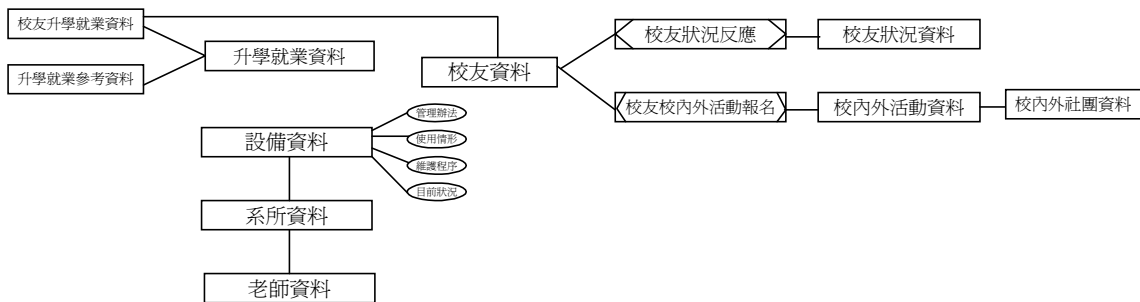 校友升學就業資料
升學就業參考資料
升學就業資料
校友資料
校友狀況反應
校友狀況資料
校友校內外活動報名
校內外活動資料
校內外社團資料
設備資料
管理辦法
使用情形
維護程序
目前狀況
系所資料
老師資料